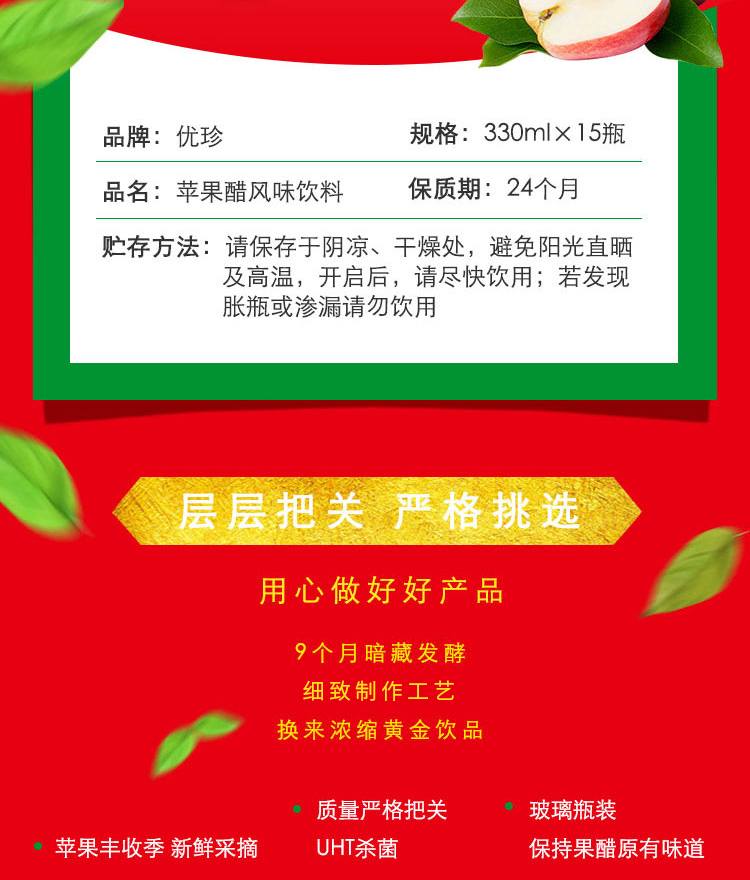 品牌：优珍
规格：330ml×15瓶
品名：苹果醋风味饮料
保质期：24个月
贮存方法：请保存于阴凉、干燥处，避免阳光直晒
及高温，开启后，请尽快饮用；若发现
胀瓶或渗漏请勿饮用
层层把关 严格挑选
用心做好好产品
9个月暗藏发酵
细致制作工艺
换来浓缩黄金饮品
苹果丰收季 新鲜采摘
质量严格把关
UHT杀菌
玻璃瓶装
保持果醋原有味道